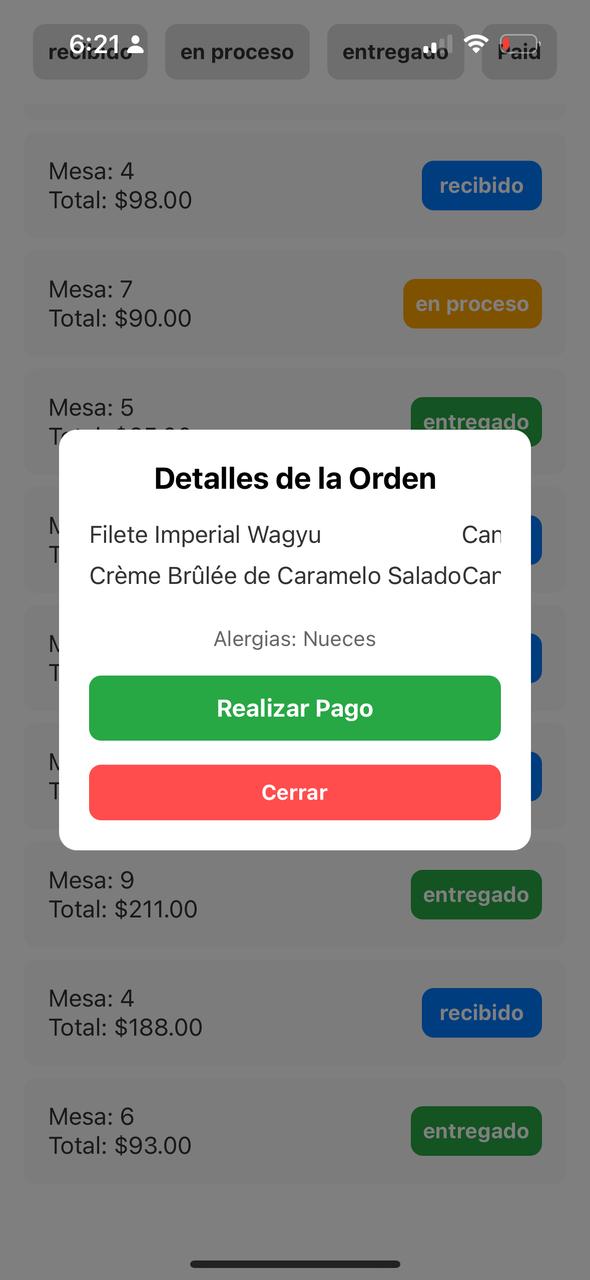 6:21
recibido en proceso entregado Paid
Mesa: 4
Total: $98.00
recibido
Mesa: 7
Total: $90.00
en proceso
Mesa: 5
entregado
Detalles de la Orden
Filete Imperial Wagyu Can
Crème Brûlée de Caramelo Salado Can
Alergias: Nueces
Realizar Pago
Cerrar
Mesa: 9
Total: $211.00
entregado
Mesa: 4
Total: $188.00
recibido
Mesa: 6
Total: $93.00
entregado